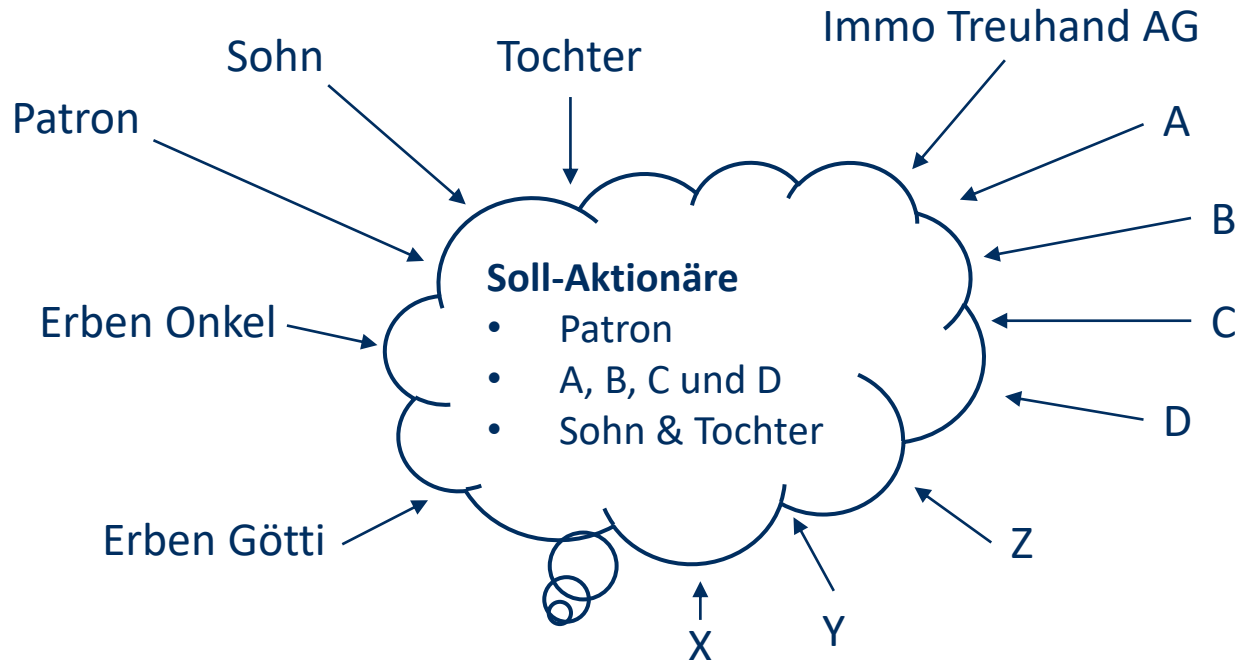 Immo Treuhand AG
Sohn
Tochter
Patron
A
B
Soll-Aktionäre
• Patron
Erben Onkel
C
• A, B, C und D
• Sohn & Tochter
D
Erben Götti
Z
Y
X